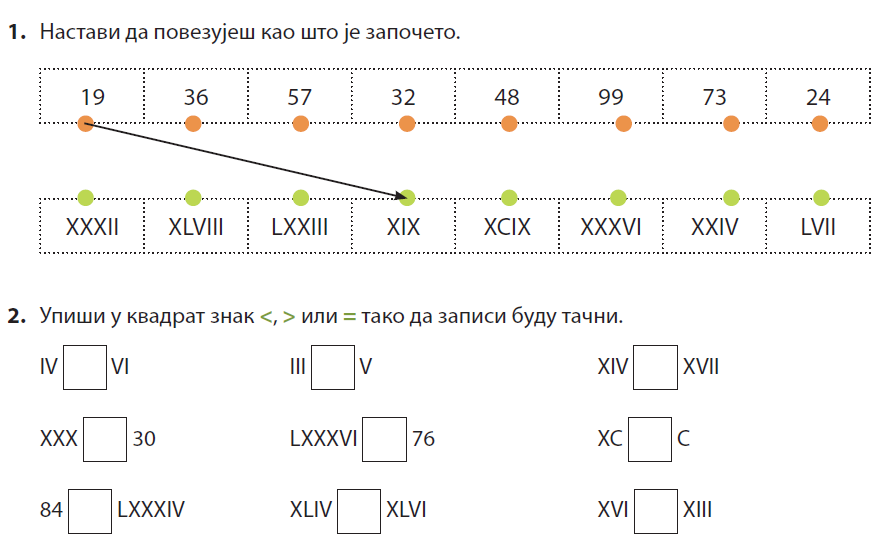 1. Настави да повезујеш као што је започето.
19 36 57 32 48 99 73 24
XXXII XLVIII LXXIII XIX XCIX XXXVI XXIV LVII
2. Упиши у квадрат знак <, > или = тако да записи буду тачни.
IV VI III V XIV XVII
XXX 30 LXXXVI 76 XC C
84 LXXXIV XLIV XLVI XVI XIII